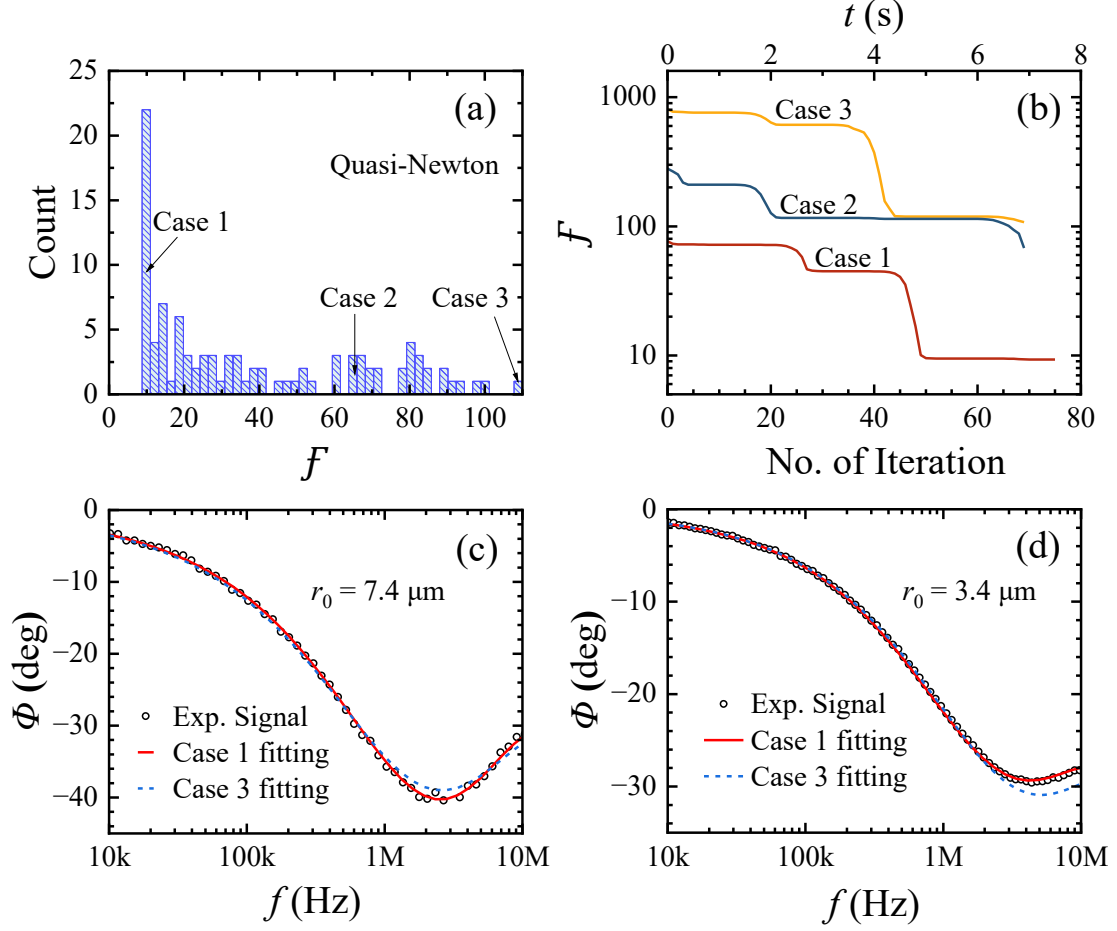 25
20
15
10
5
0
Count
0 20 40 60 80 100
F
(a)
Quasi-Newton
Case 1
Case 2
Case 3
t (s)
0 1 2 3 4 5 6 7 8
1000
100
10
F
(b)
Case 3
Case 2
Case 1
0 20 40 60 80
No. of Iteration
0
−10
−20
−30
−40
Φ (deg)
(c)
r0 = 7.4 μm
Exp. Signal
Case 1 fitting
Case 3 fitting
10k 100k 1M 10M
f (Hz)
0
−10
−20
−30
Φ (deg)
(d)
r0 = 3.4 μm
Exp. Signal
Case 1 fitting
Case 3 fitting
10k 100k 1M 10M
f (Hz)